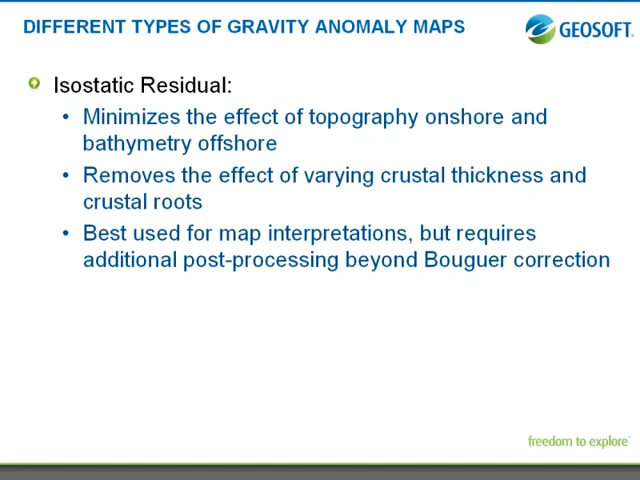 DIFFERENT TYPES OF GRAVITY ANOMALY MAPS
GEOSOFT
Isostatic Residual:
• Minimizes the effect of topography onshore and
bathymetry offshore
• Removes the effect of varying crustal thickness and
crustal roots
• Best used for map interpretations, but requires
additional post-processing beyond Bouguer correction
freedom to explore